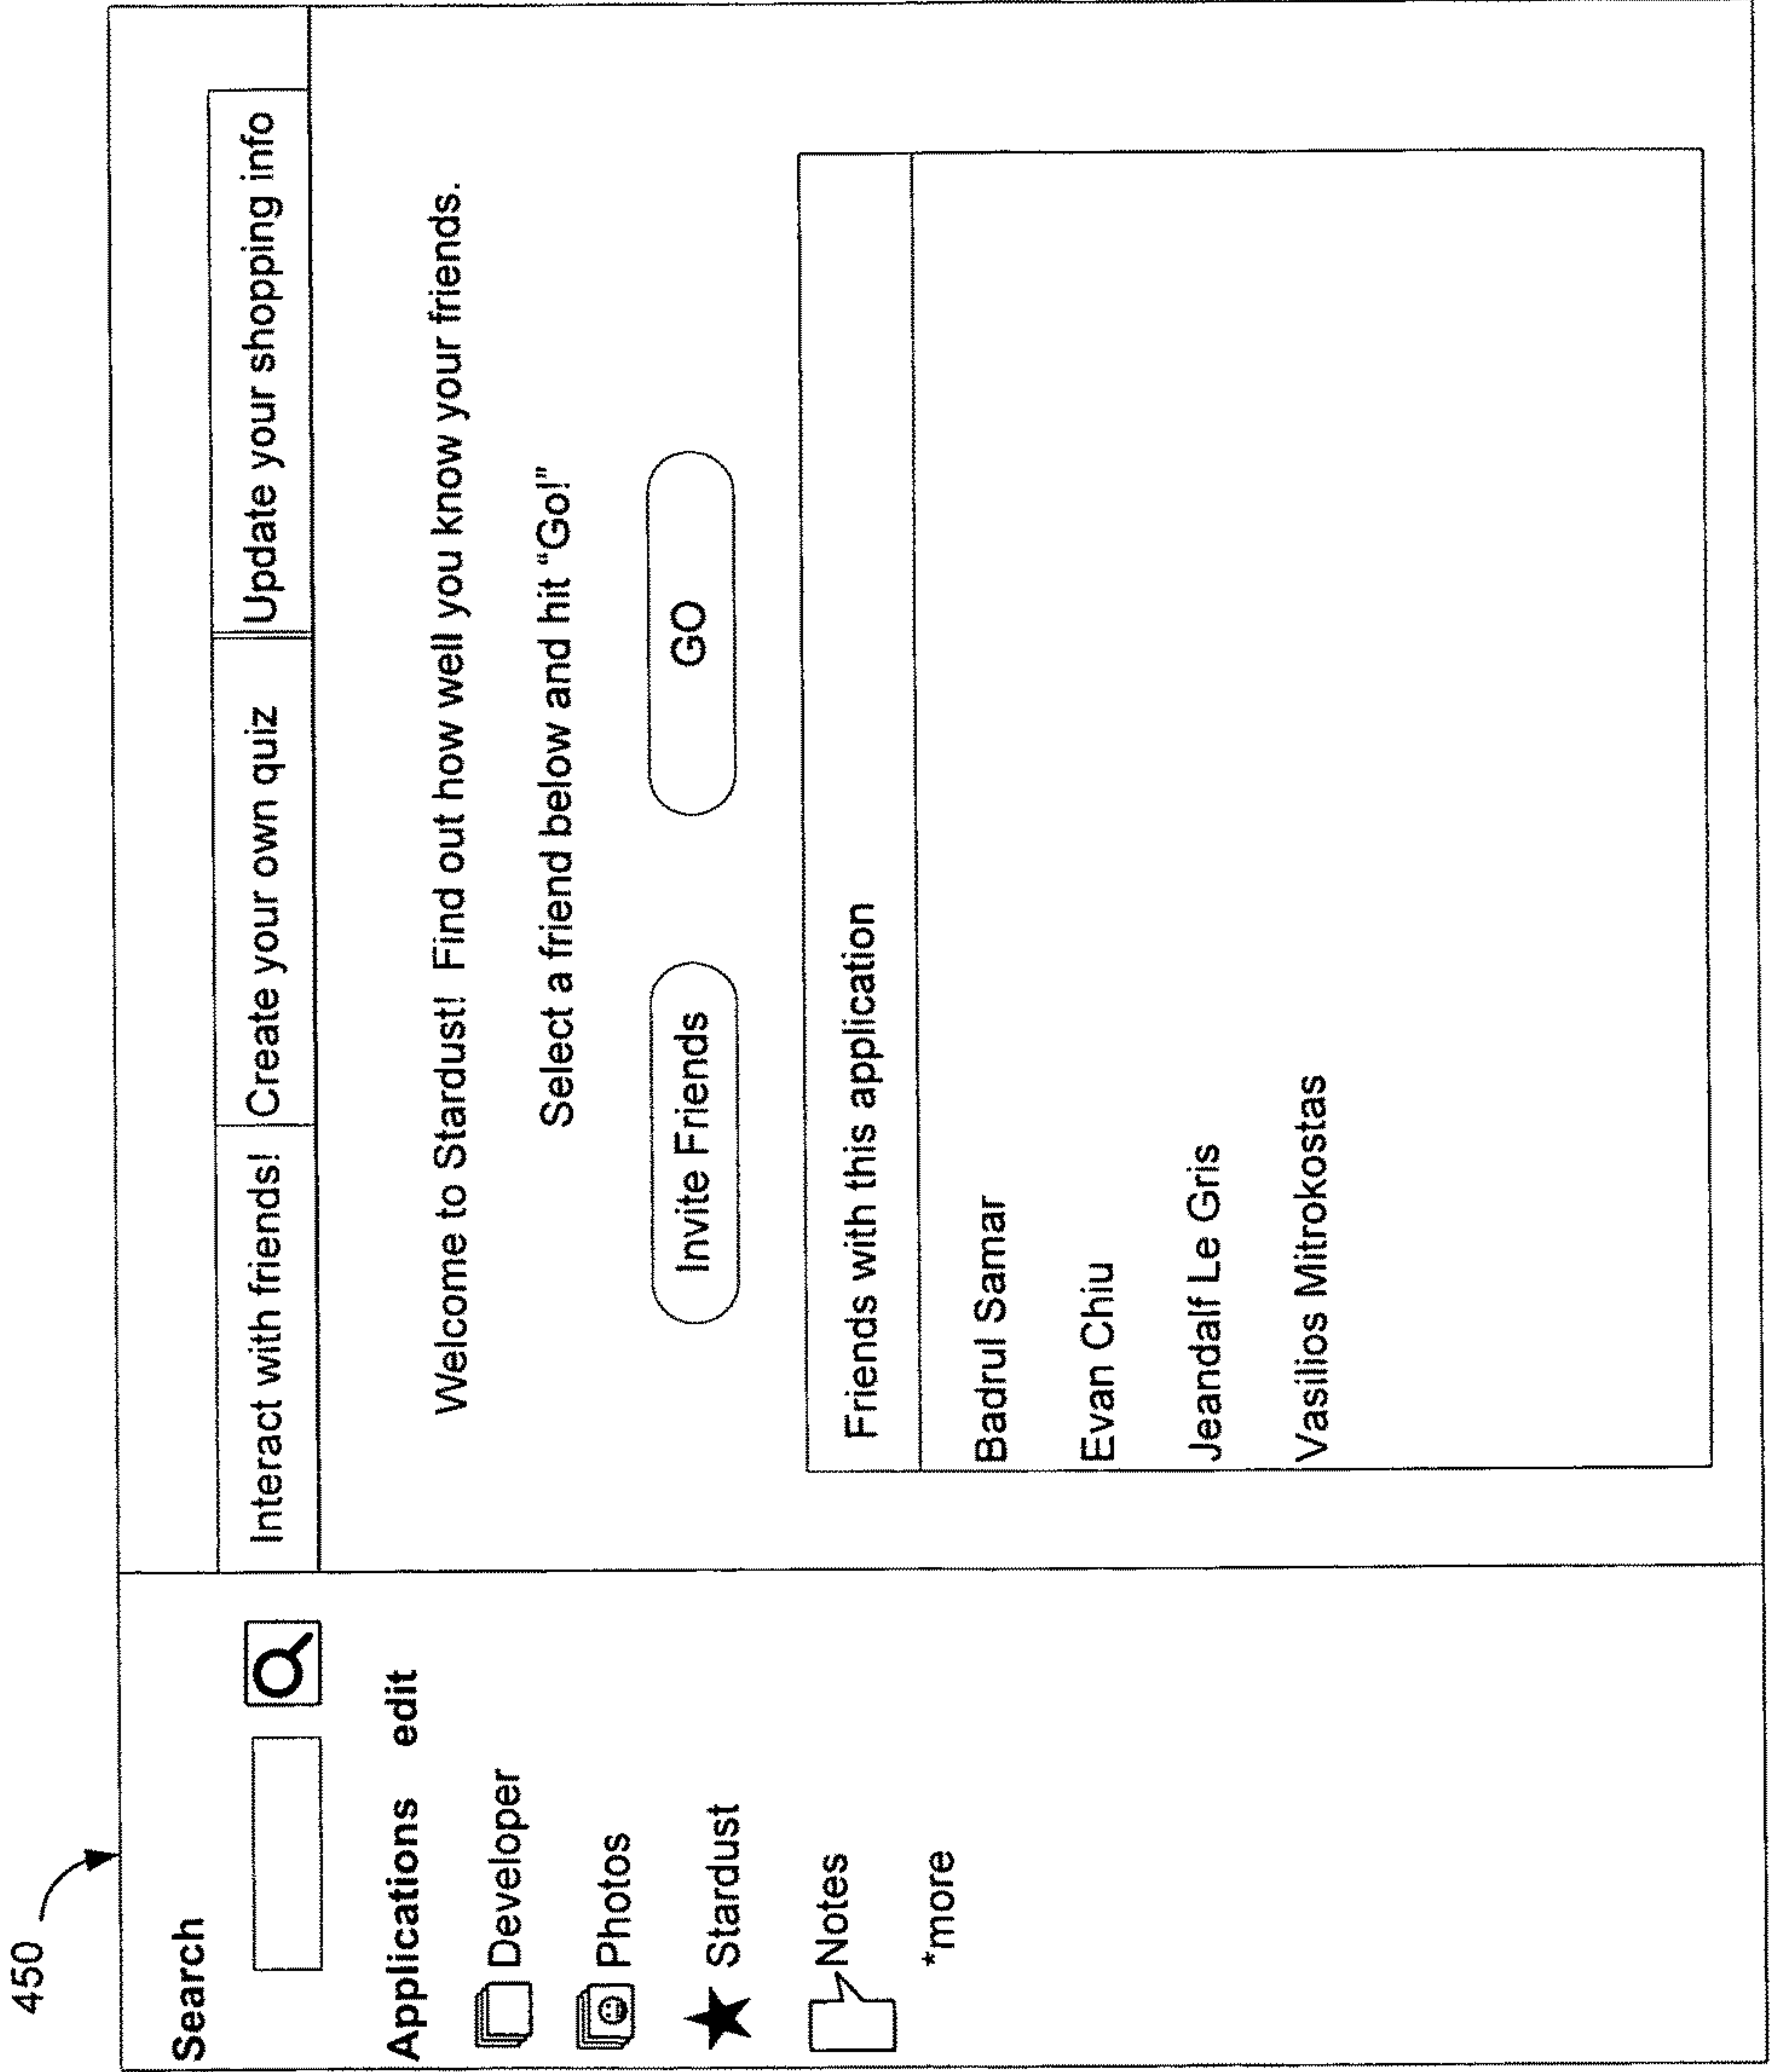 450
Search
Applications edit
Developer
Photos
Stardust
Notes
*more
Interact with friends! Create your own quiz Update your shopping info
Welcome to Stardust! Find out how well you know your friends.
Select a friend below and hit “Go!”
Invite Friends GO
Friends with this application
Badrul Samar
Evan Chiu
Jeandalf Le Gris
Vasilios Mitrokostas